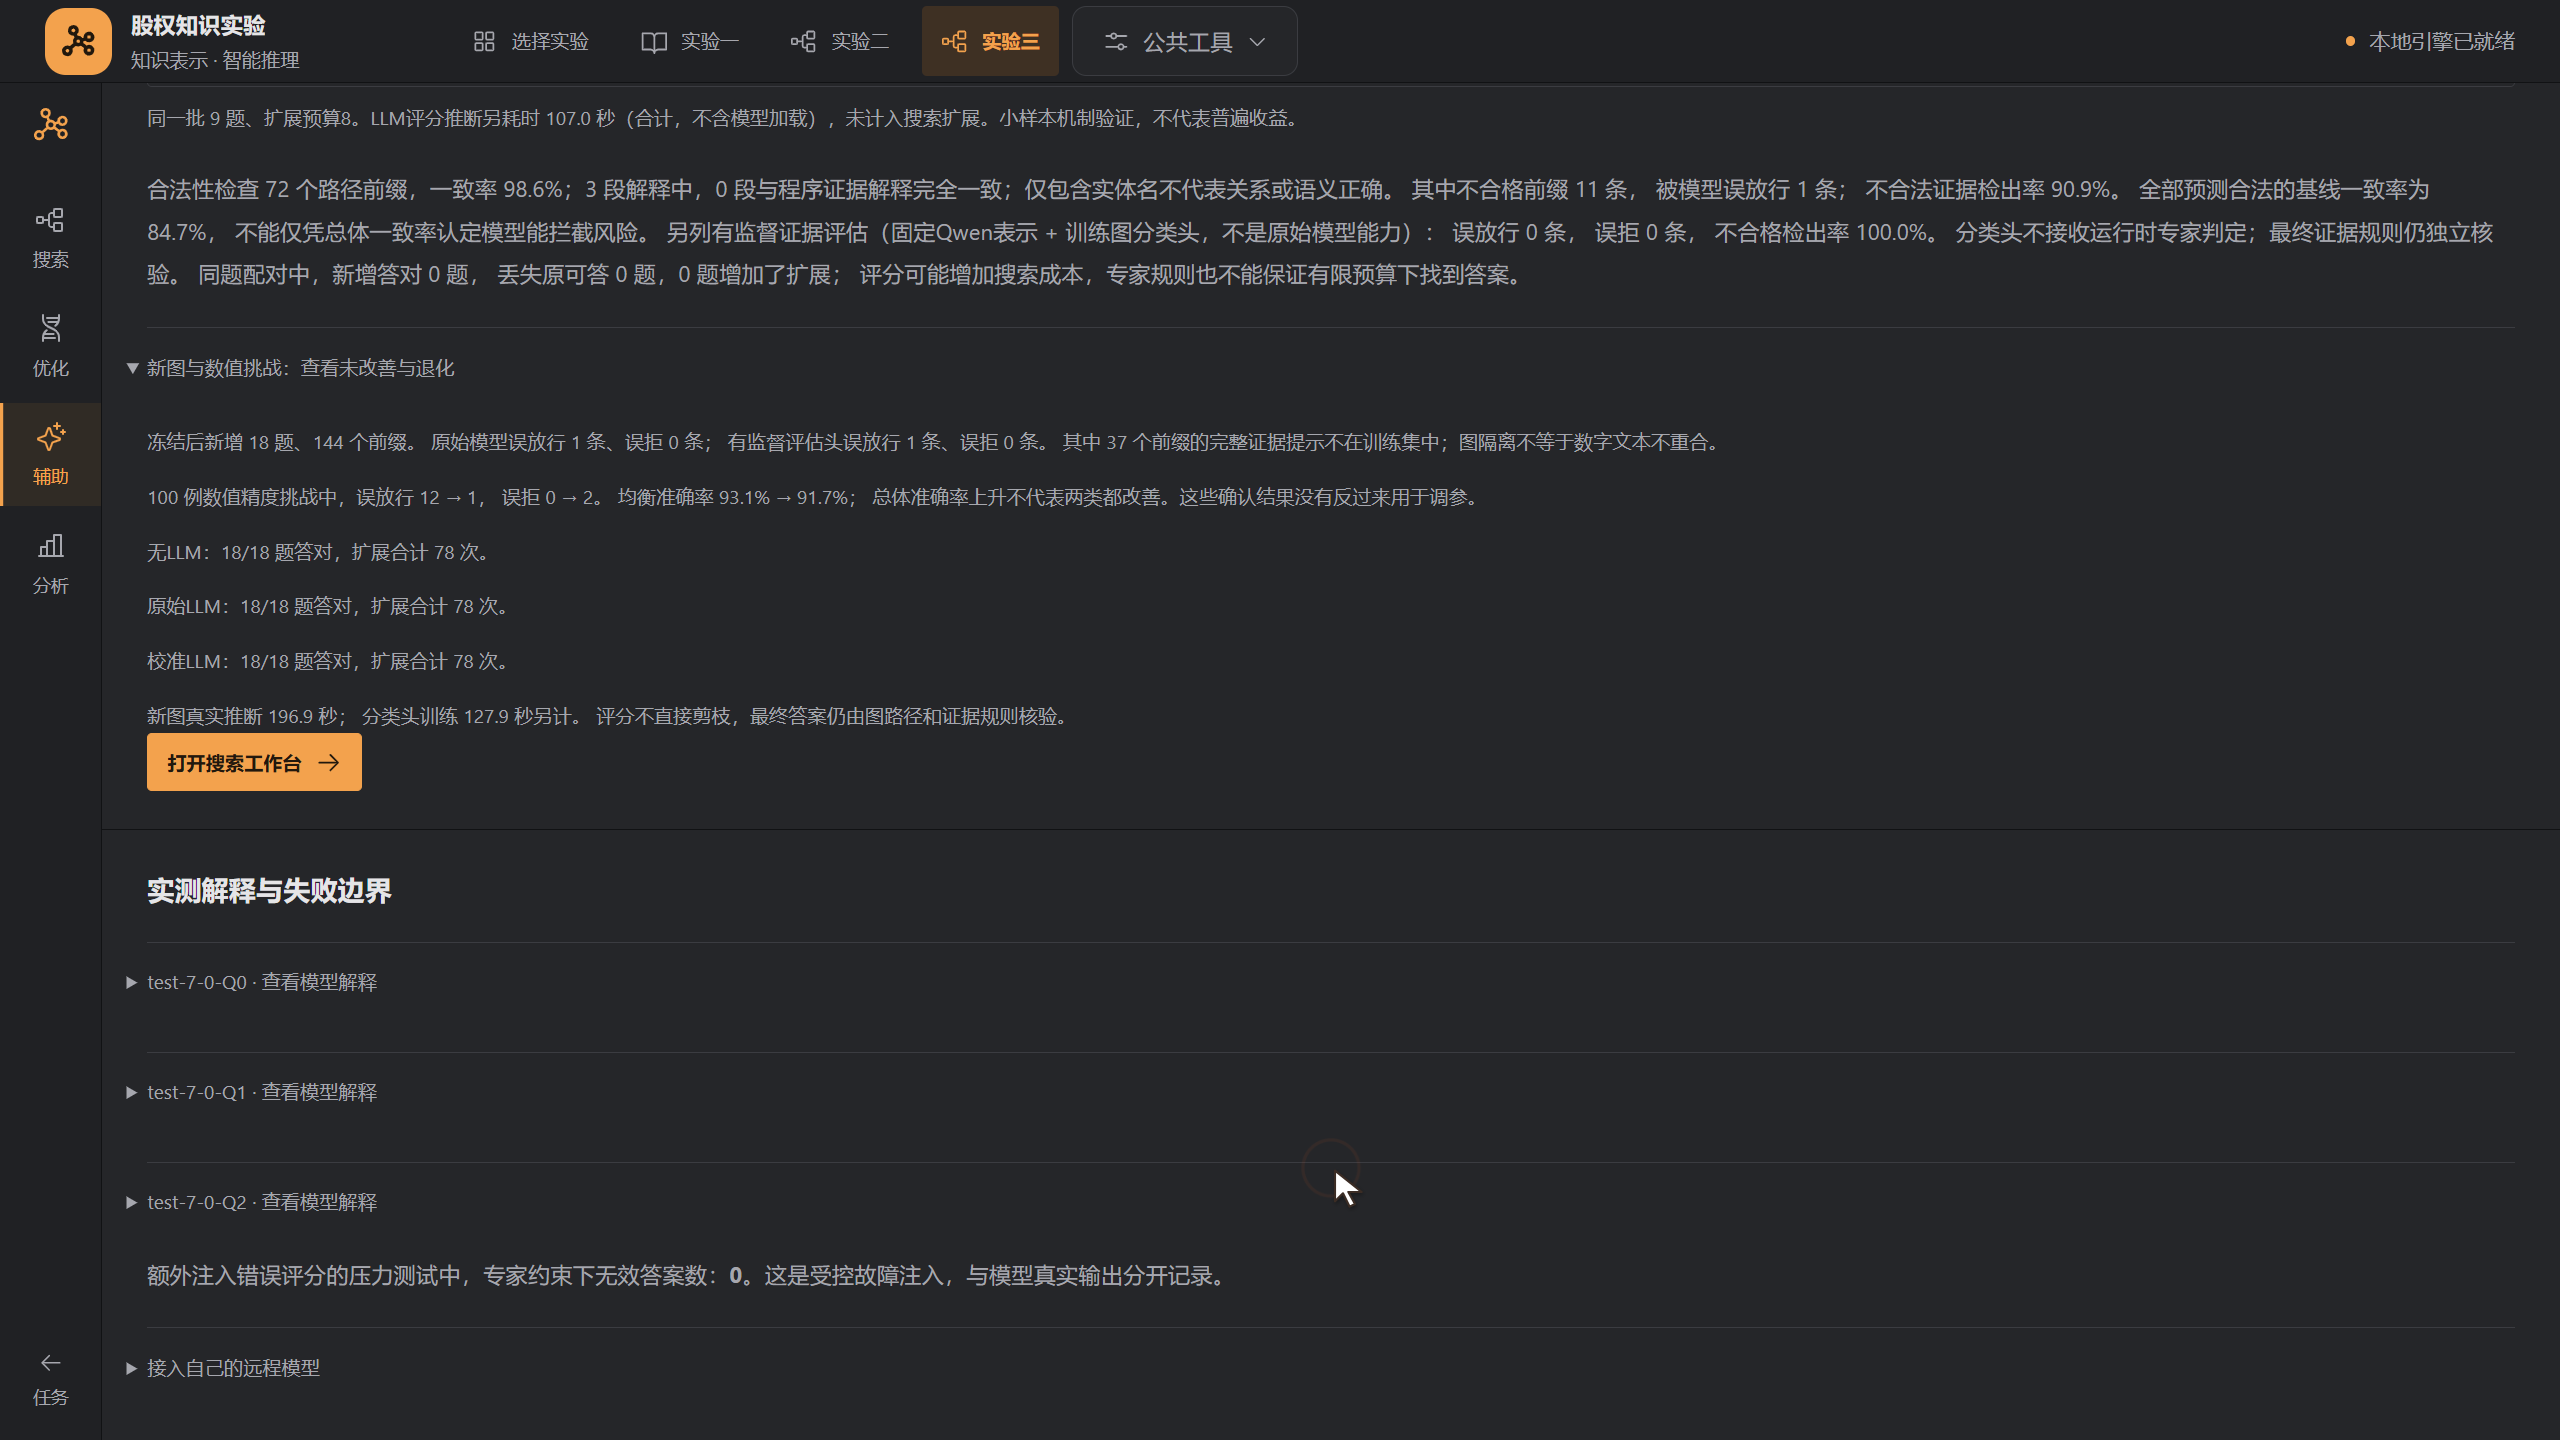 股权知识实验
知识表示 · 智能推理
选择实验
实验一
实验二
实验三
公共工具
本地引擎已就绪
搜索
优化
辅助
分析
任务
同一批 9 题、扩展预算8。LLM评分推断另耗时 107.0 秒（合计，不含模型加载），未计入搜索扩展。小样本机制验证，不代表普遍收益。
合法性检查 72 个路径前缀，一致率 98.6%；3 段解释中，0 段与程序证据解释完全一致；仅包含实体名不代表关系或语义正确。 其中不合格前缀 11 条， 被模型误放行 1 条； 不合法证据检出率 90.9%。 全部预测合法的基线一致率为
84.7%， 不能仅凭总体一致率认定模型能拦截风险。 另列有监督证据评估（固定Qwen表示 + 训练图分类头，不是原始模型能力）： 误放行 0 条， 误拒 0 条， 不合格检出率 100.0%。 分类头不接收运行时专家判定；最终证据规则仍独立核
验。 同题配对中，新增答对 0 题， 丢失原可答 0 题，0 题增加了扩展； 评分可能增加搜索成本，专家规则也不能保证有限预算下找到答案。
新图与数值挑战：查看未改善与退化
冻结后新增 18 题、144 个前缀。 原始模型误放行 1 条、误拒 0 条； 有监督评估头误放行 1 条、误拒 0 条。 其中 37 个前缀的完整证据提示不在训练集中；图隔离不等于数字文本不重合。
100 例数值精度挑战中，误放行 12 → 1， 误拒 0 → 2。 均衡准确率 93.1% → 91.7%； 总体准确率上升不代表两类都改善。这些确认结果没有反过来用于调参。
无LLM：18/18 题答对，扩展合计 78 次。
原始LLM：18/18 题答对，扩展合计 78 次。
校准LLM：18/18 题答对，扩展合计 78 次。
新图真实推断 196.9 秒； 分类头训练 127.9 秒另计。 评分不直接剪枝，最终答案仍由图路径和证据规则核验。
打开搜索工作台
实测解释与失败边界
test-7-0-Q0 · 查看模型解释
test-7-0-Q1 · 查看模型解释
test-7-0-Q2 · 查看模型解释
额外注入错误评分的压力测试中，专家约束下无效答案数：0。这是受控故障注入，与模型真实输出分开记录。
接入自己的远程模型